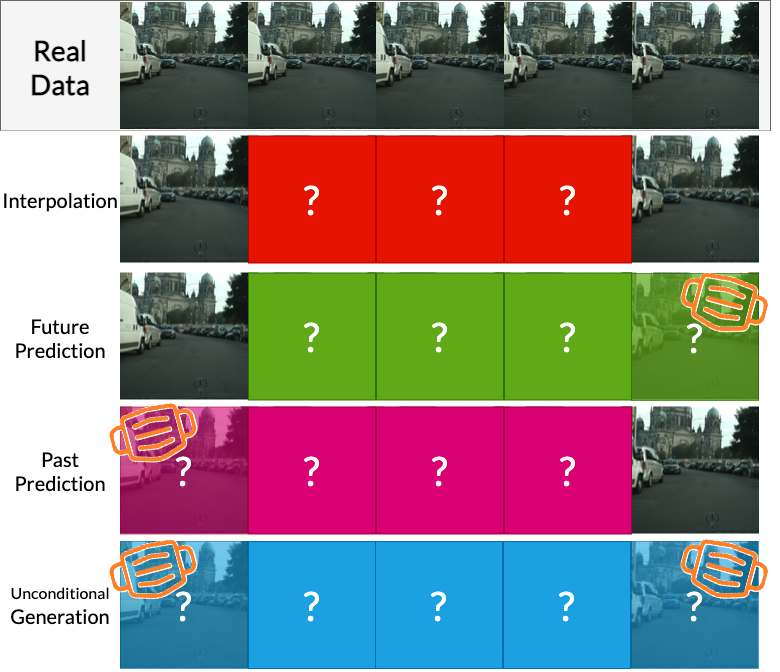 Real
Data
Interpolation
? ? ?
Future
Prediction
? ? ? ?
Past
Prediction
? ? ? ?
Unconditional
Generation
? ? ? ? ?